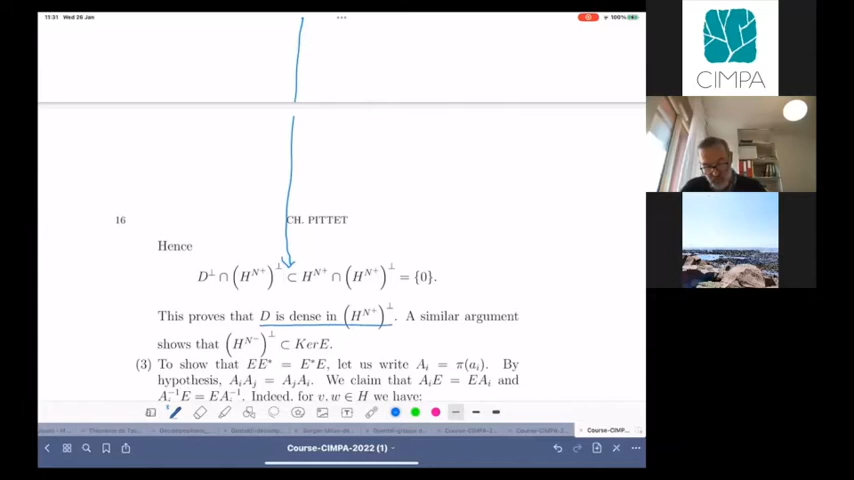 11:31 Wed 26 Jan
100%
CIMPA
16
CH. PITTET
Hence
D⊥ ∩ (H^{N+})⊥ ⊂ H^{N+} ∩ (H^{N+})⊥ = {0}.
This proves that D is dense in (H^{N+})⊥. A similar argument
shows that (H^{N−})⊥ ⊂ KerE.
(3) To show that EE* = E*E, let us write A_i = π(a_i). By
hypothesis, A_iA_j = A_jA_i. We claim that A_iE = EA_i and
A_i^{-1}E = EA_i^{-1}. Indeed, for v, w ∈ H we have:
Course-CIMPA-2022 (1)